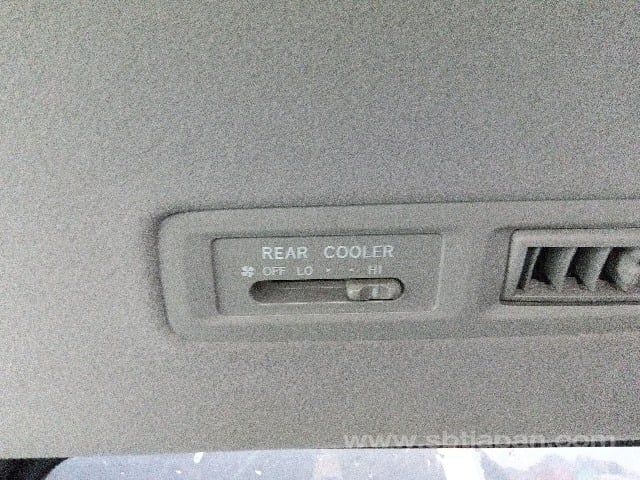 REAR COOLER
OFF LO • • HI
www.sbtjapan.com